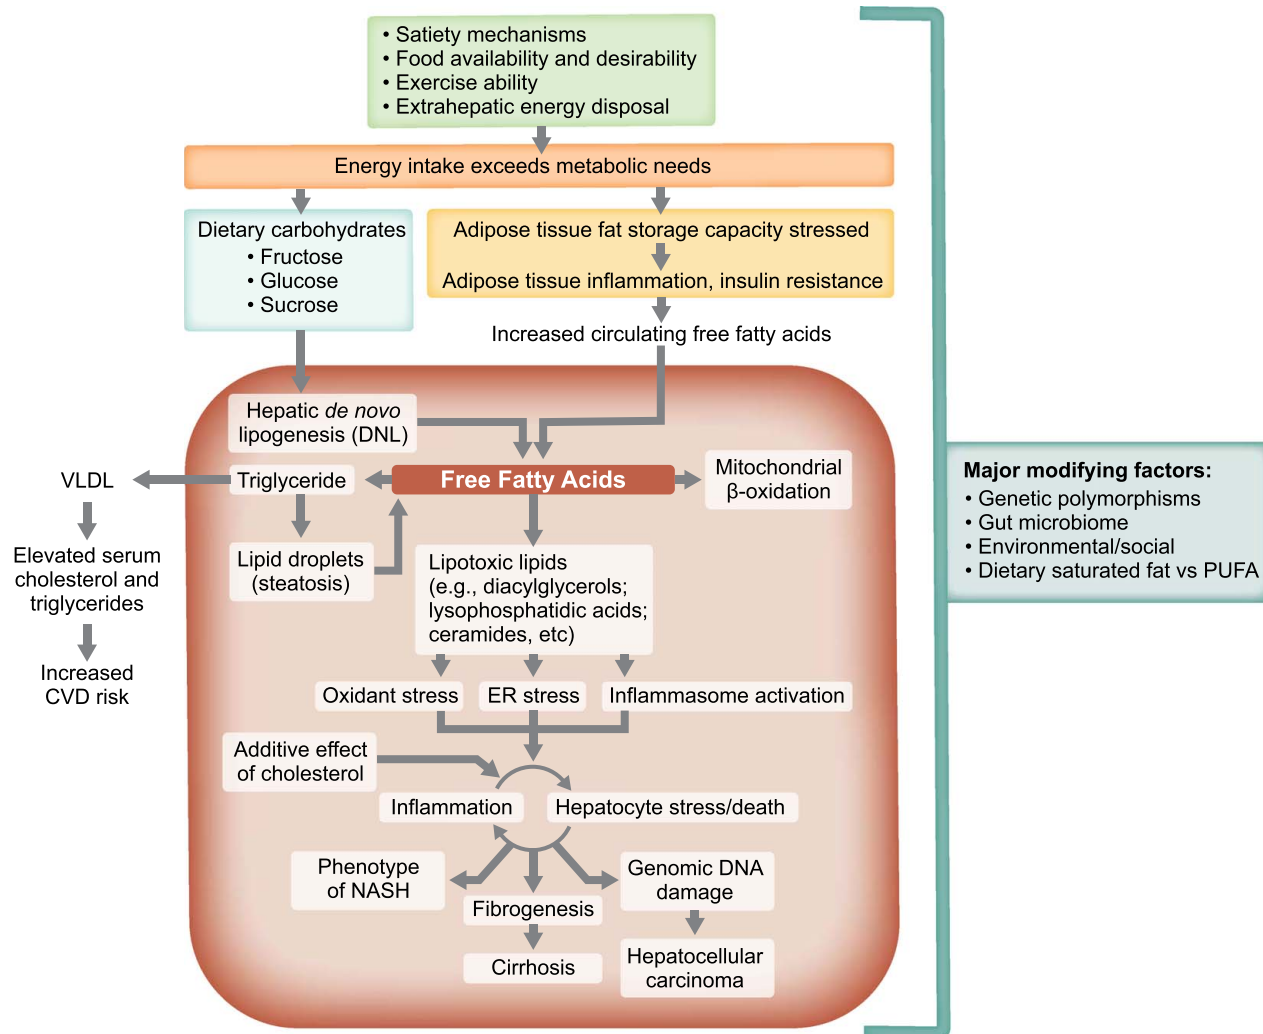 • Satiety mechanisms
• Food availability and desirability
• Exercise ability
• Extrahepatic energy disposal
Energy intake exceeds metabolic needs
Dietary carbohydrates
• Fructose
• Glucose
• Sucrose
Adipose tissue fat storage capacity stressed
Adipose tissue inflammation, insulin resistance
Increased circulating free fatty acids
Hepatic de novo
lipogenesis (DNL)
VLDL
Triglyceride
Free Fatty Acids
Mitochondrial
β-oxidation
Elevated serum
cholesterol and
triglycerides
Increased
CVD risk
Lipid droplets
(steatosis)
Lipotoxic lipids
(e.g., diacylglycerols;
lysophosphatidic acids;
ceramides, etc)
Oxidant stress
ER stress
Inflammasome activation
Additive effect
of cholesterol
Inflammation
Hepatocyte stress/death
Phenotype
of NASH
Fibrogenesis
Cirrhosis
Genomic DNA
damage
Hepatocellular
carcinoma
Major modifying factors:
• Genetic polymorphisms
• Gut microbiome
• Environmental/social
• Dietary saturated fat vs PUFA